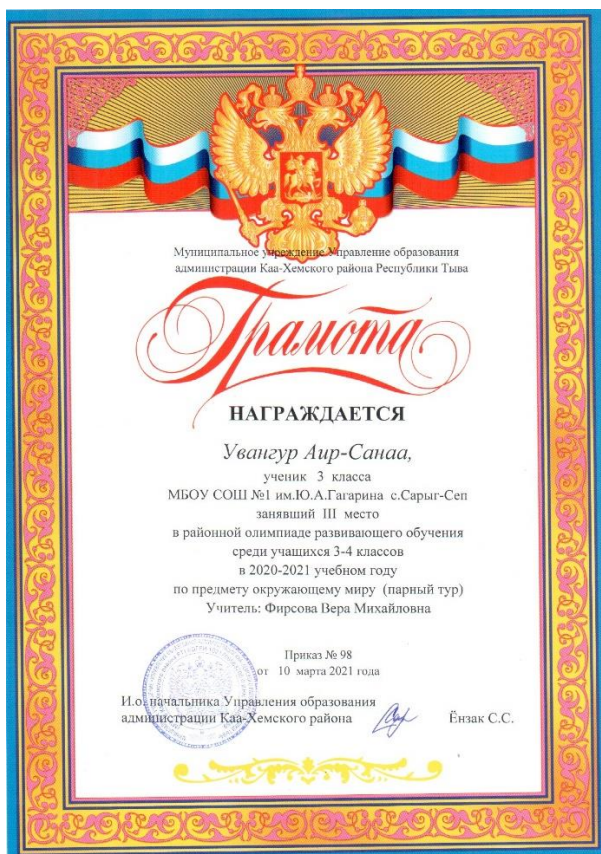 Муниципальное учреждение Управление образования
администрации Каа-Хемского района Республики Тыва
Грамота
НАГРАЖДАЕТСЯ
Увангур Аир-Санаа,
ученик 3 класса
МБОУ СОШ №1 им.Ю.А.Гагарина с.Сарыг-Сеп
занявший III место
в районной олимпиаде развивающего обучения
среди учащихся 3-4 классов
в 2020-2021 учебном году
по предмету окружающему миру (парный тур)
Учитель: Фирсова Вера Михайловна
Приказ № 98
от 10 марта 2021 года
И.о. начальника Управления образования
администрации Каа-Хемского района Ёнзак С.С.